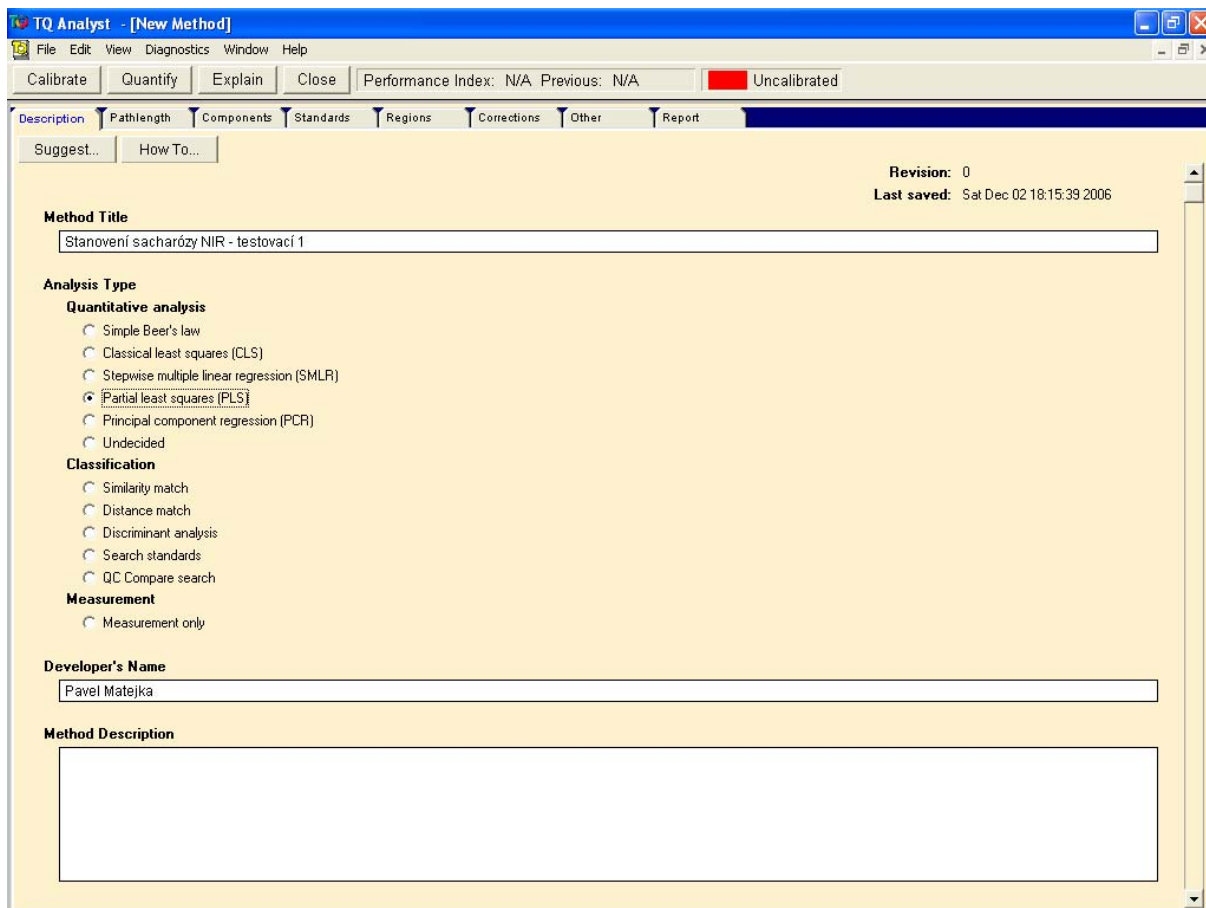 TQ Analyst - [New Method]
File Edit View Diagnostics Window Help
Calibrate Quantify Explain Close Performance Index: N/A Previous: N/A Uncalibrated
Description Pathlength Components Standards Regions Corrections Other Report
Suggest... How To...
Revision: 0
Last saved: Sat Dec 02 18:15:39 2006
Method Title
Stanovení sacharózy NIR - testovací 1
Analysis Type
Quantitative analysis
Simple Beer's law
Classical least squares (CLS)
Stepwise multiple linear regression (SMLR)
Partial least squares (PLS)
Principal component regression (PCR)
Undecided
Classification
Similarity match
Distance match
Discriminant analysis
Search standards
QC Compare search
Measurement
Measurement only
Developer's Name
Pavel Matejka
Method Description